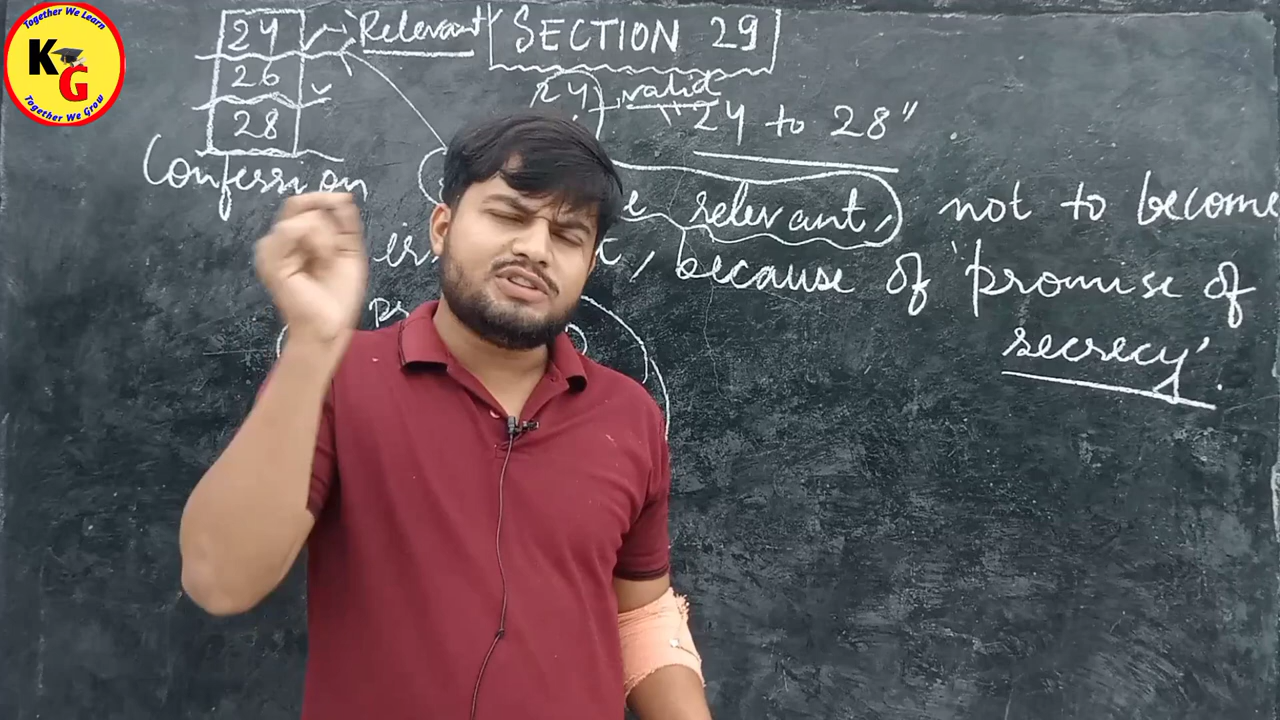 Together We Learn
KG
Together We Grow
24 Relevant SECTION 29
26 24 valid
28 "24 to 28"
Confession relevant, not to become
because of 'promise of
secrecy'.